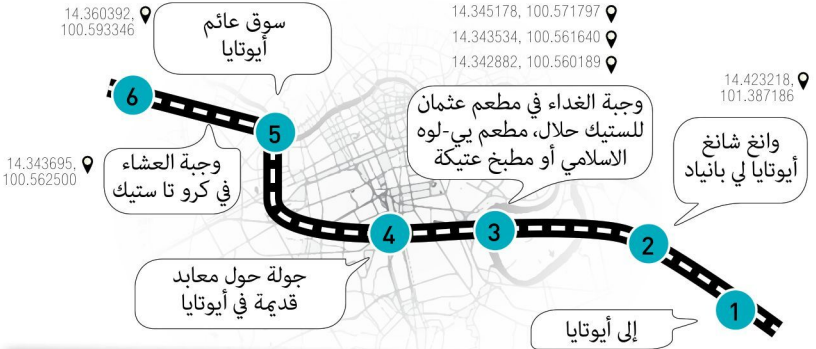 14.360392,
100.593346
سوق عائم
أيوتايا
14.345178, 100.571797
14.343534, 100.561640
14.342882, 100.560189
14.423218,
101.387186
6
5
وجبة الغداء في مطعم عثمان
للستيك حلال، مطعم يي-لوه
الاسلامي أو مطبخ عتيكة
وانغ شانغ
أيوتايا لي بانياد
14.343695,
100.562500
وجبة العشاء
في كرو تا ستيك
4
3
2
جولة حول معابد
قديمة في أيوتايا
1
إلى أيوتايا